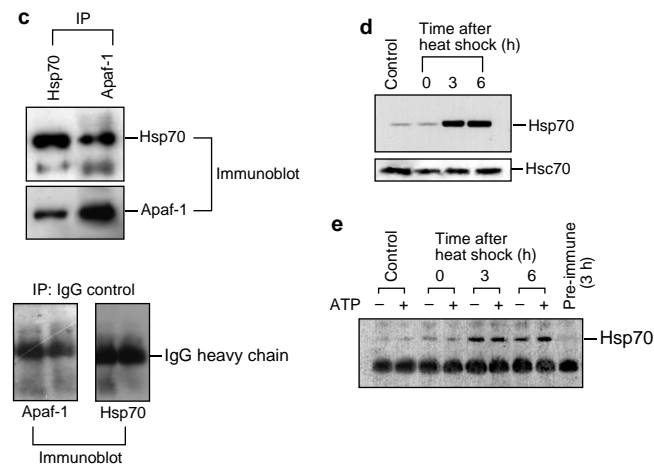 c
IP
Hsp70
Apaf-1
Hsp70
Immunoblot
Apaf-1
IP: IgG control
IgG heavy chain
Apaf-1 Hsp70
Immunoblot
d
Time after
heat shock (h)
Control
0 3 6
Hsp70
Hsc70
e
Time after
heat shock (h)
Control
0 3 6
Pre-immune
(3 h)
ATP − + − + − + − +
Hsp70